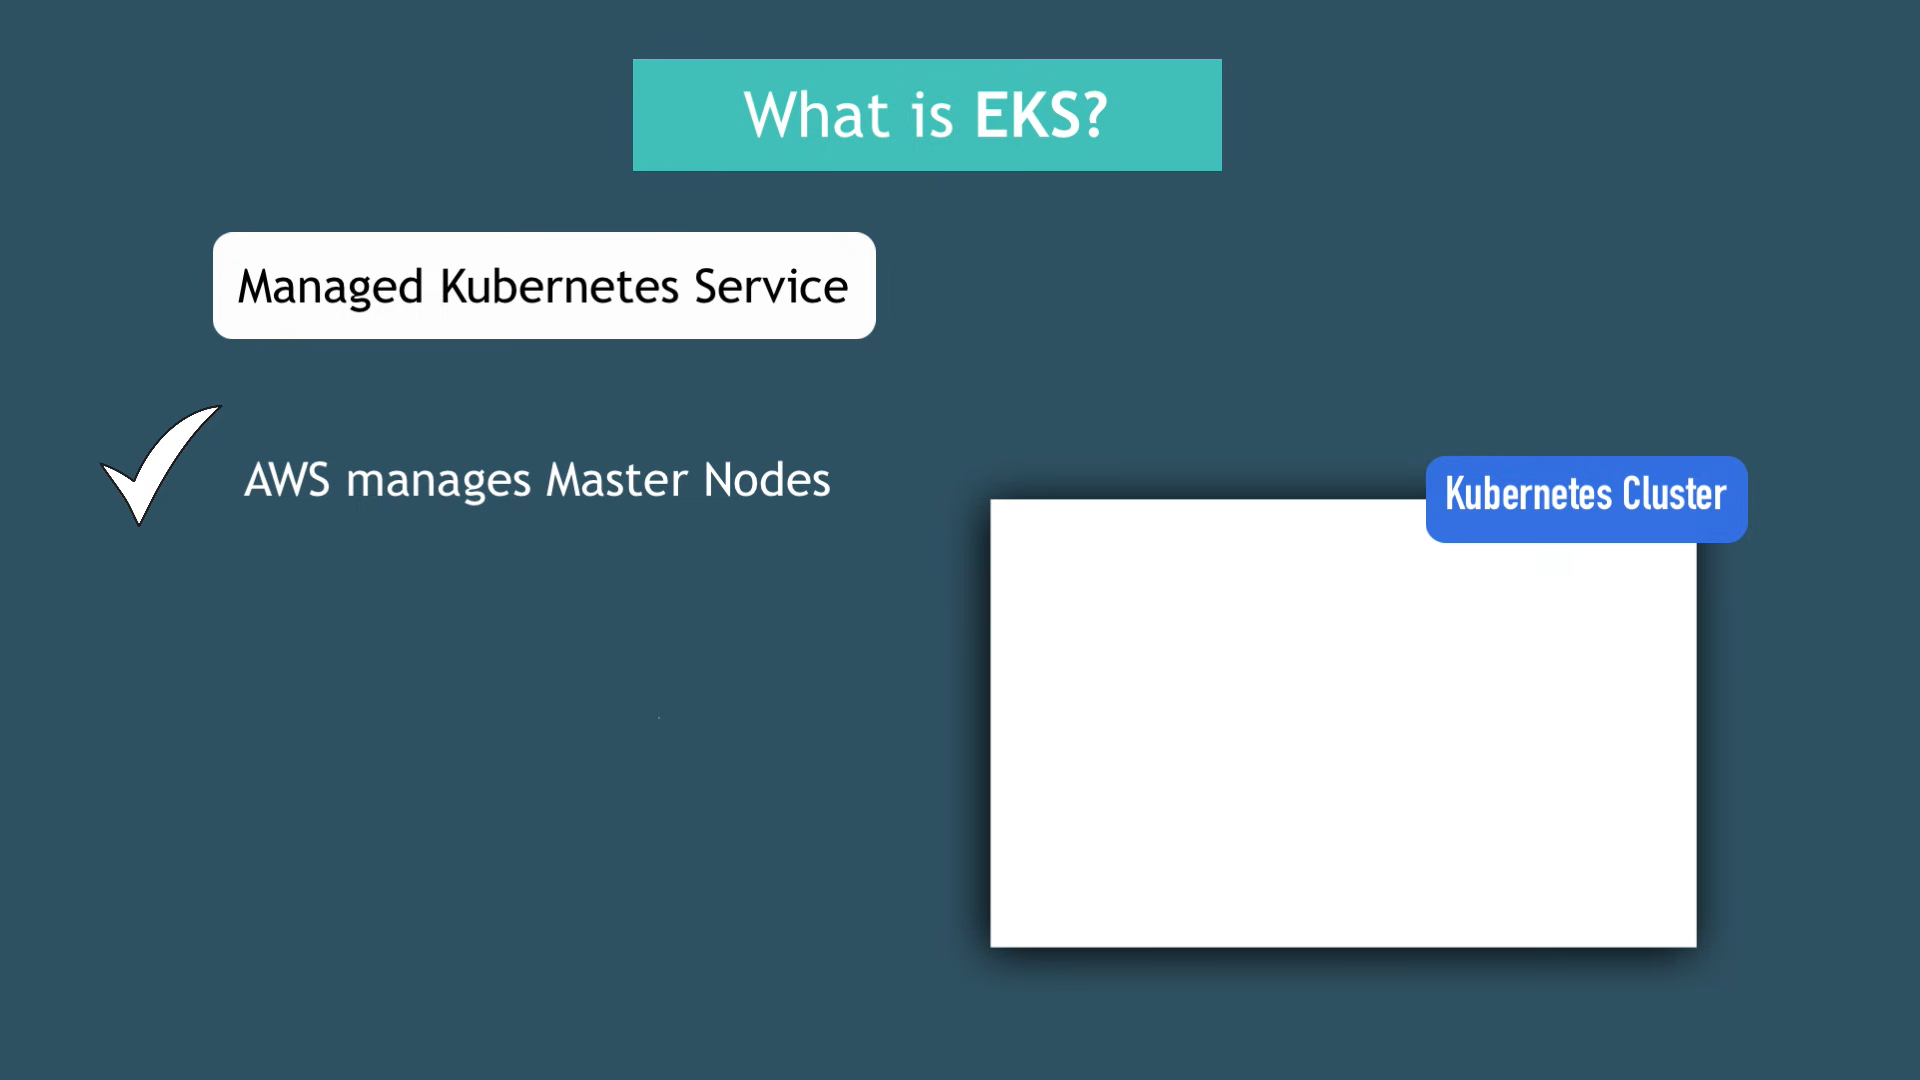 What is EKS?
Managed Kubernetes Service
AWS manages Master Nodes
Kubernetes Cluster